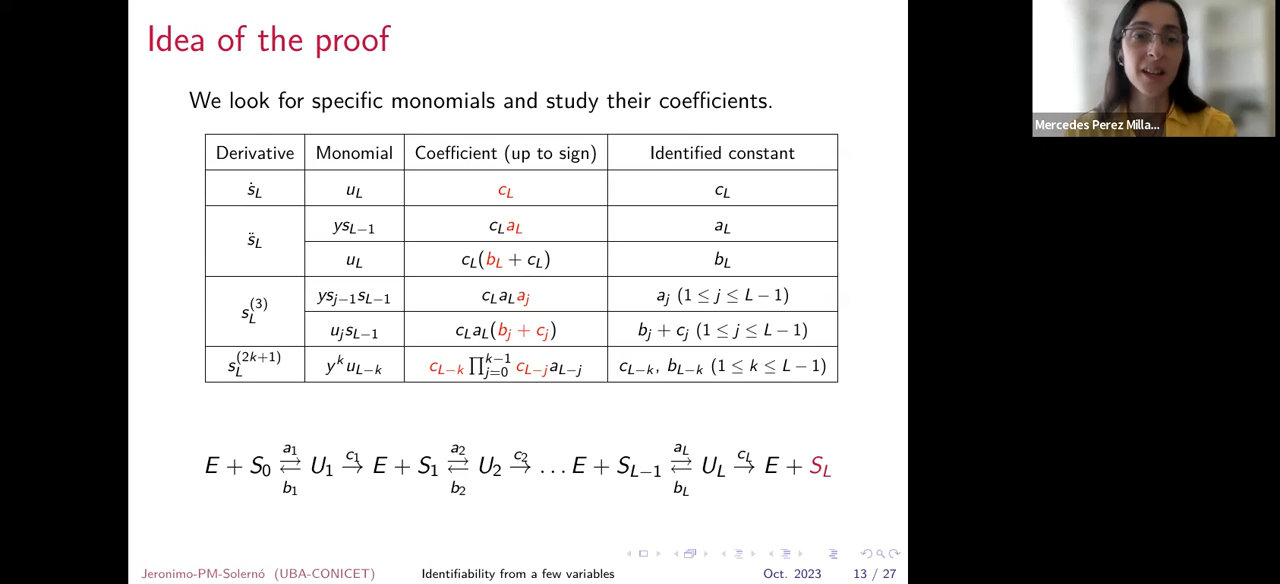 Idea of the proof
Mercedes Perez Milla...
We look for specific monomials and study their coefficients.
Derivative Monomial Coefficient (up to sign) Identified constant
ṡ_L u_L c_L c_L
s̈_L ys_{L−1} c_L a_L a_L
u_L c_L(b_L + c_L) b_L
s_L^{(3)} ys_{j−1}s_{L−1} c_L a_L a_j a_j (1 ≤ j ≤ L − 1)
u_j s_{L−1} c_L a_L(b_j + c_j) b_j + c_j (1 ≤ j ≤ L − 1)
s_L^{(2k+1)} y^k u_{L−k} c_{L−k} ∏_{j=0}^{k−1} c_{L−j} a_{L−j} c_{L−k}, b_{L−k} (1 ≤ k ≤ L − 1)
a_1 c_1 a_2 c_2 a_L c_L
E + S_0 ⇄ U_1 → E + S_1 ⇄ U_2 → ... E + S_{L−1} ⇄ U_L → E + S_L
b_1 b_2 b_L
Jeronimo-PM-Solernó (UBA-CONICET) Identifiability from a few variables Oct. 2023 13 / 27